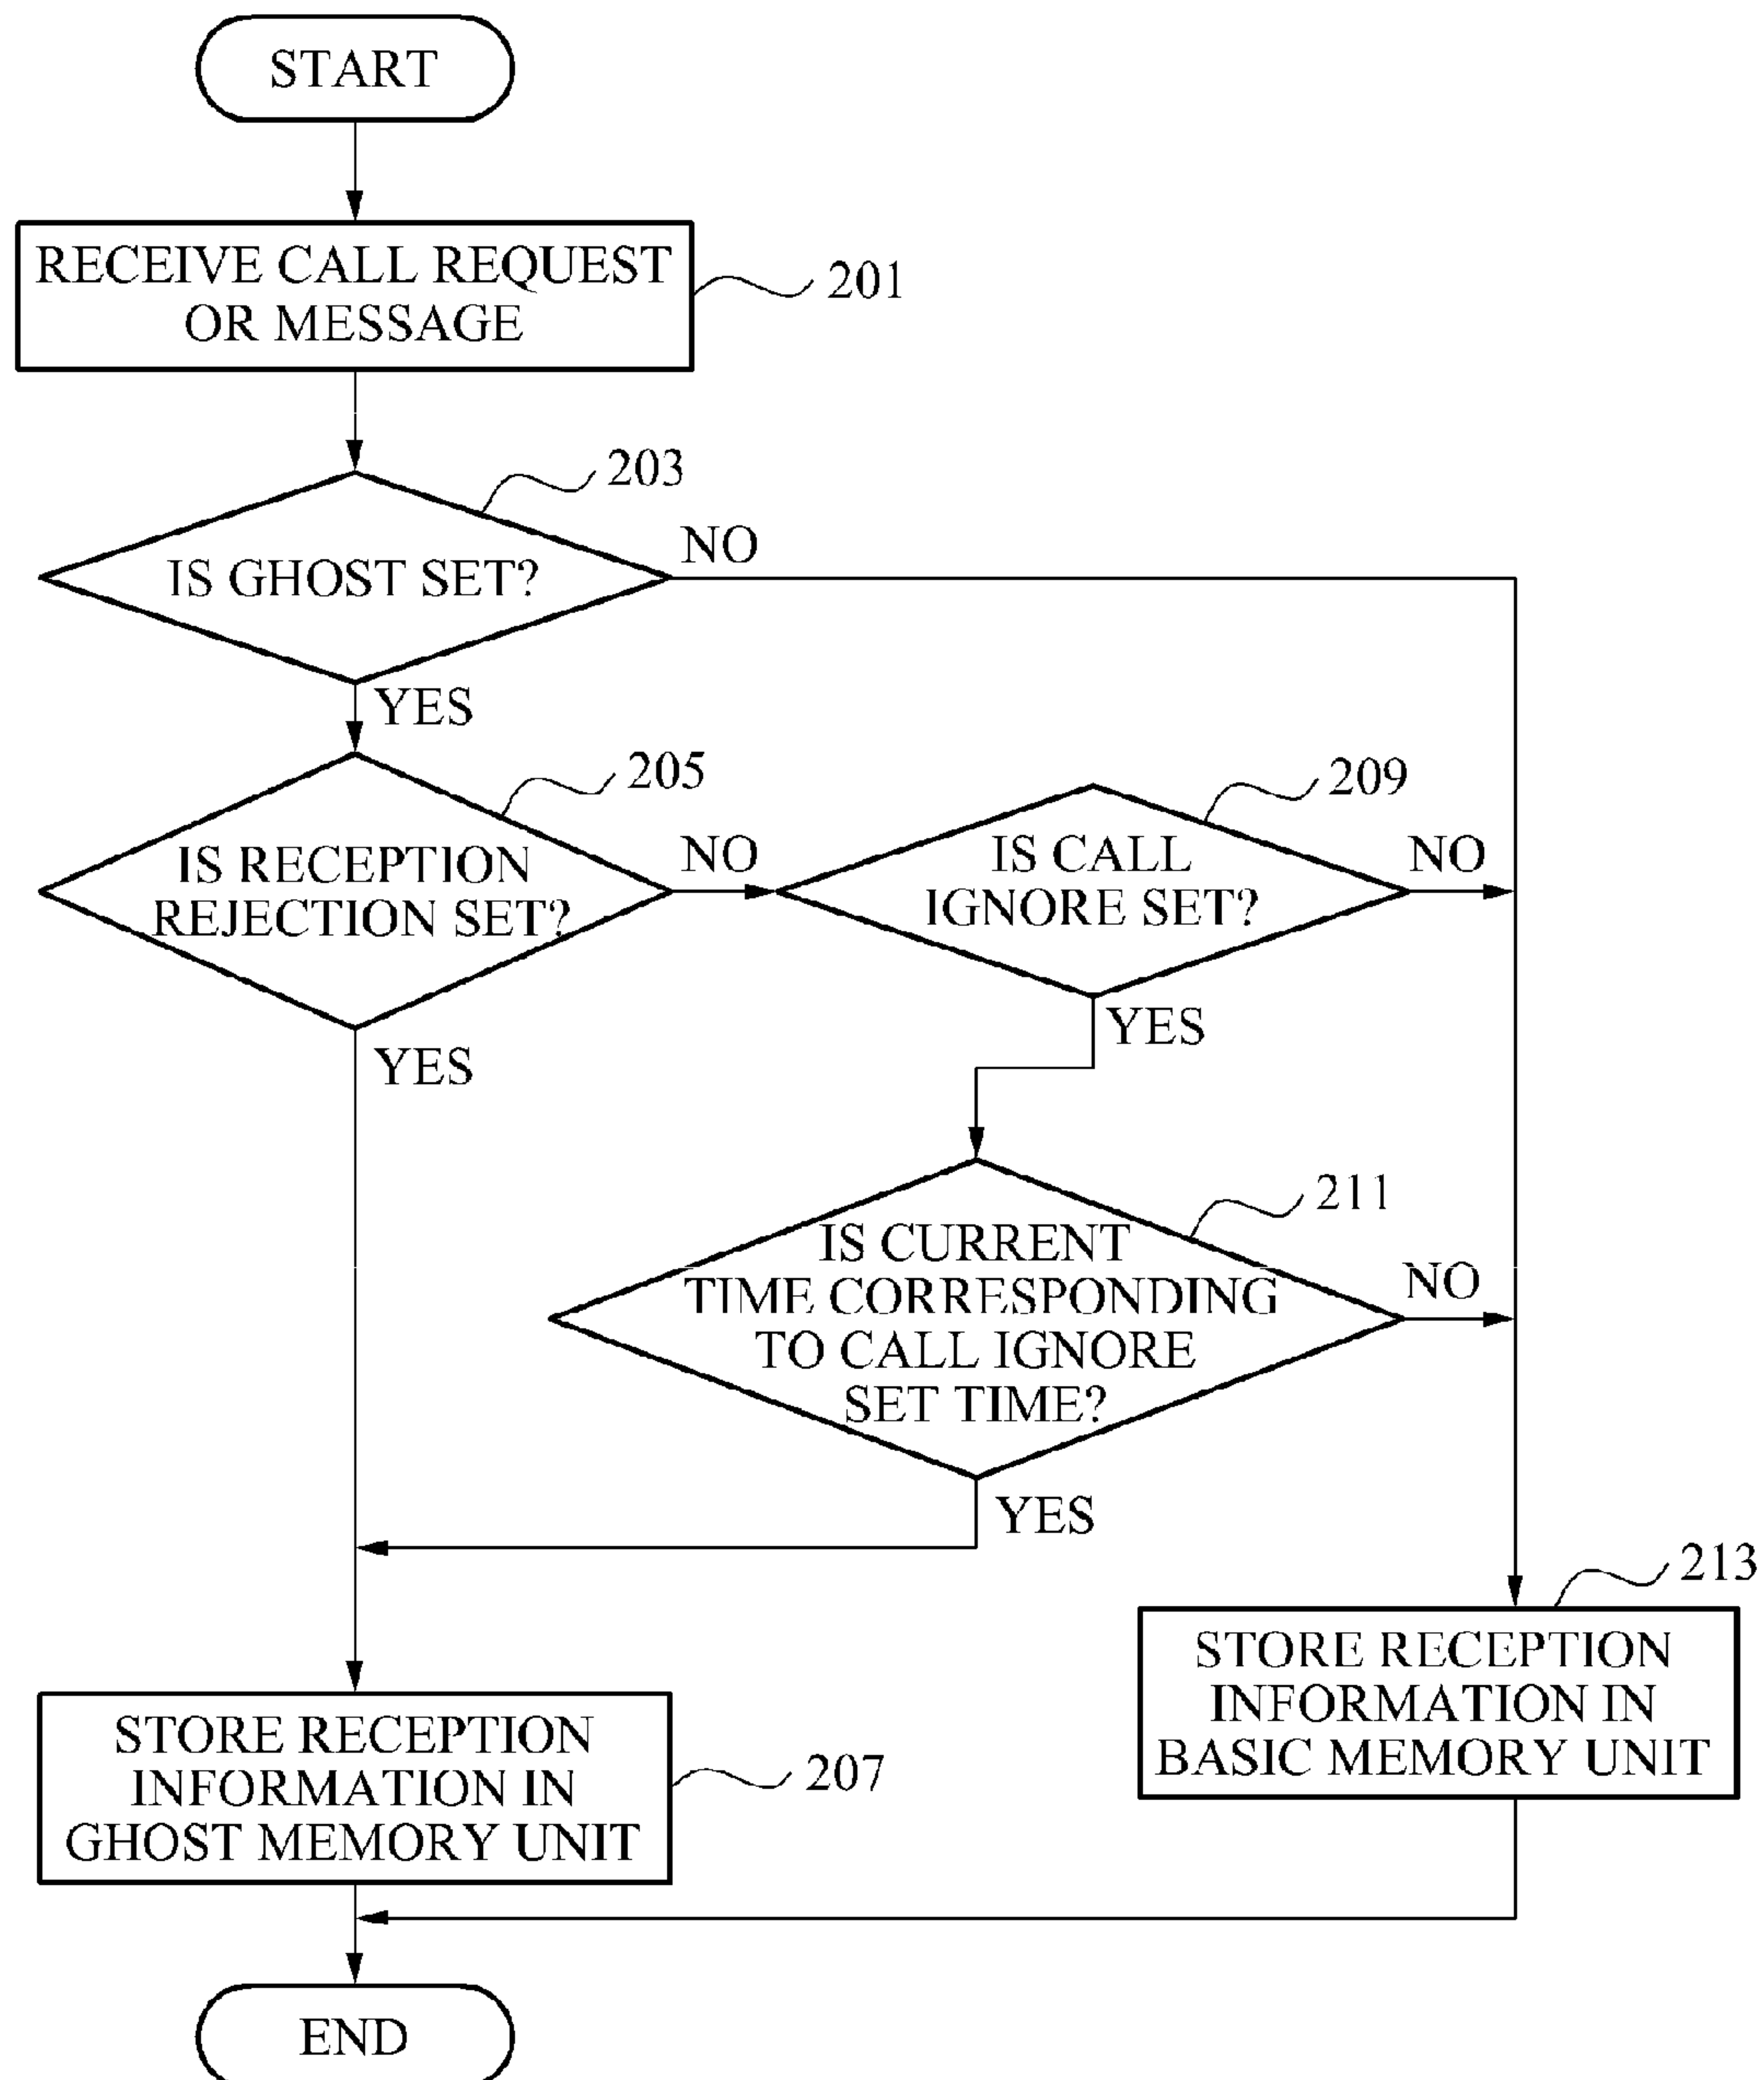 START
RECEIVE CALL REQUEST
OR MESSAGE
201
203
IS GHOST SET?
NO
YES
205
IS RECEPTION
REJECTION SET?
NO
YES
209
IS CALL
IGNORE SET?
NO
YES
211
IS CURRENT
TIME CORRESPONDING
TO CALL IGNORE
SET TIME?
NO
YES
213
STORE RECEPTION
INFORMATION IN
BASIC MEMORY UNIT
STORE RECEPTION
INFORMATION IN
GHOST MEMORY UNIT
207
END